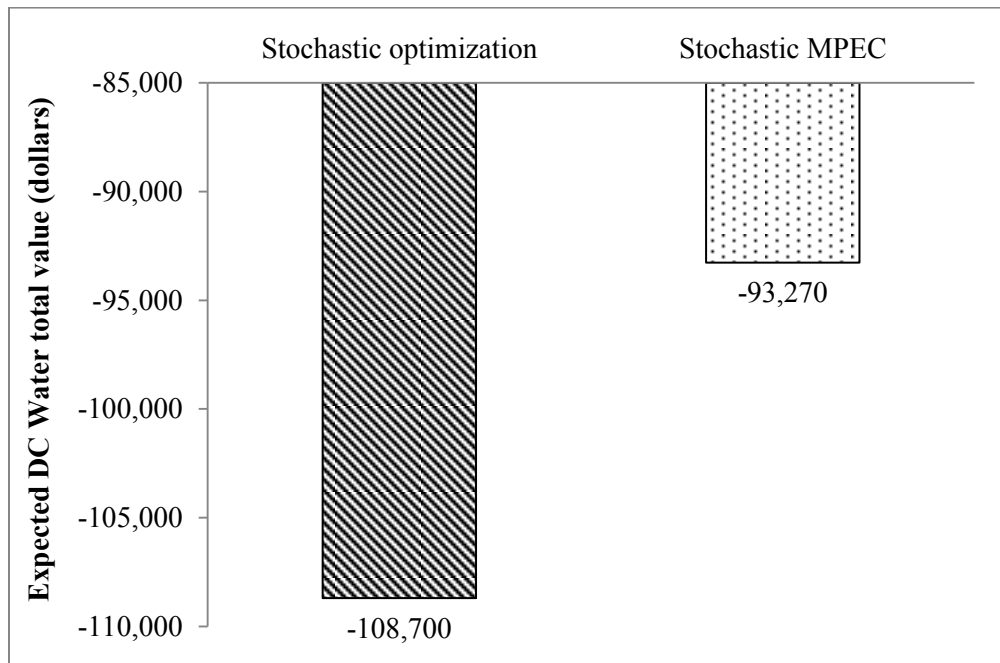 Stochastic optimization
Stochastic MPEC
Expected DC Water total value (dollars)
-85,000
-90,000
-95,000
-100,000
-105,000
-110,000
-93,270
-108,700